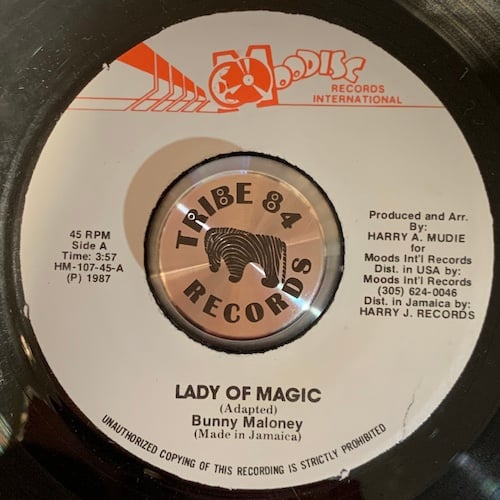 MOODISC
RECORDS
INTERNATIONAL
45 RPM
Side A
Time: 3:57
HM-107-45-A
(P) 1987
TRIBE 84
RECORDS
Produced and Arr.
By:
HARRY A. MUDIE
for
Moods Int'l Records
Dist. in USA by:
Moods Int'l Records
(305) 624-0046
Dist. in Jamaica by:
HARRY J. RECORDS
LADY OF MAGIC
(Adapted)
Bunny Maloney
(Made in Jamaica)
UNAUTHORIZED COPYING OF THIS RECORDING IS STRICTLY PROHIBITED